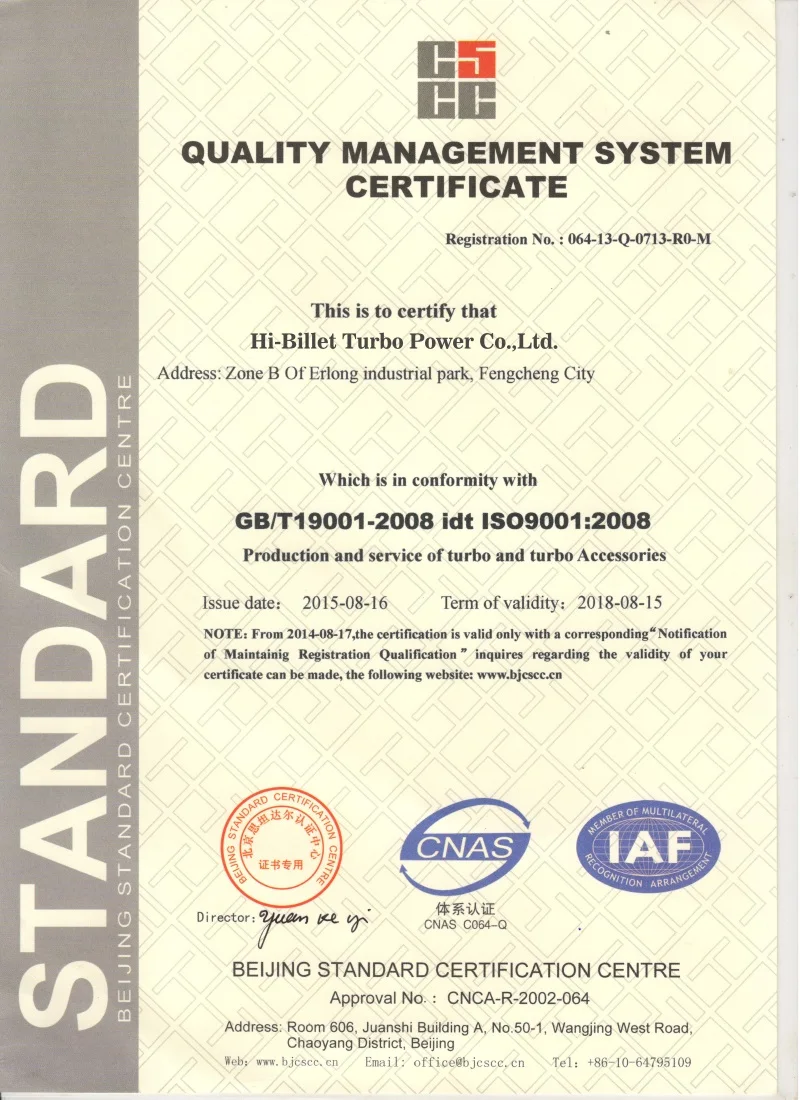 CSCC
QUALITY MANAGEMENT SYSTEM
CERTIFICATE
Registration No. : 064-13-Q-0713-R0-M
This is to certify that
Hi-Billet Turbo Power Co.,Ltd.
Address: Zone B Of Erlong industrial park, Fengcheng City
Which is in conformity with
GB/T19001-2008 idt ISO9001:2008
Production and service of turbo and turbo Accessories
Issue date: 2015-08-16 Term of validity: 2018-08-15
NOTE: From 2014-08-17,the certification is valid only with a corresponding“Notification
of Maintainig Registration Qualification” inquires regarding the validity of your
certificate can be made, the following website: www.bjcscc.cn
STANDARD
BEIJING STANDARD CERTIFICATION CENTRE
BEIJING STANDARD CERTIFICATION CENTRE
北京恩格达尔认证中心
证书专用
CNAS
体系认证
CNAS C064-Q
MEMBER OF MULTILATERAL
IAF
RECOGNITION ARRANGEMENT
Director:
BEIJING STANDARD CERTIFICATION CENTRE
Approval No. : CNCA-R-2002-064
Address: Room 606, Juanshi Building A, No.50-1, Wangjing West Road,
Chaoyang District, Beijing
Web: www.bjcscc.cn Email: office@bjcscc.cn Tel: +86-10-64795109